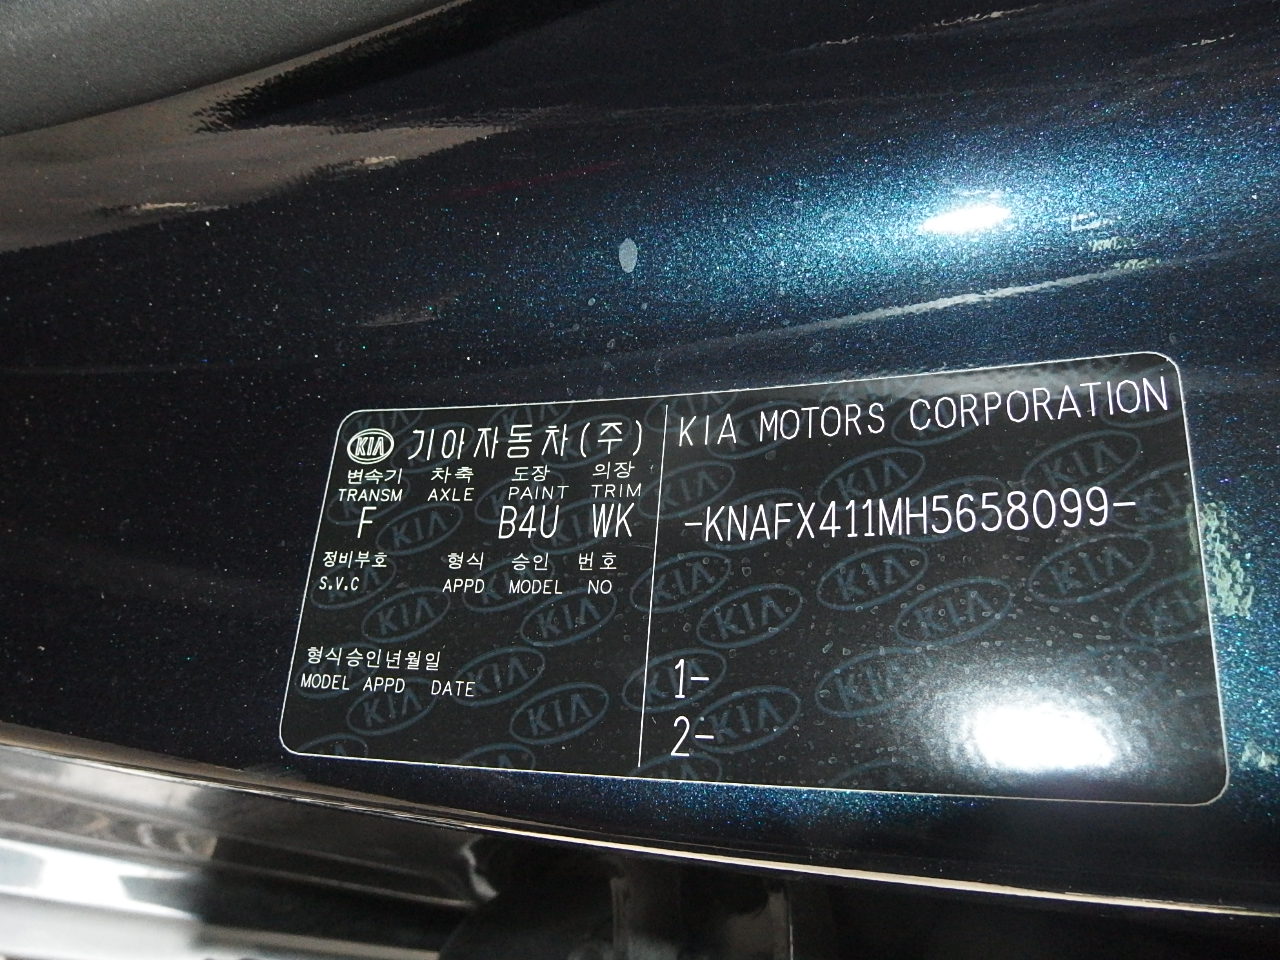 KIA 기아자동차(주)
변속기 차축 도장 의장
TRANSM AXLE PAINT TRIM
F B4U WK
정비부호 형식 승인 번호
S.V.C APPD MODEL NO
형식승인년월일
MODEL APPD DATE
KIA MOTORS CORPORATION
-KNAFX411MH5658099-
1-
2-